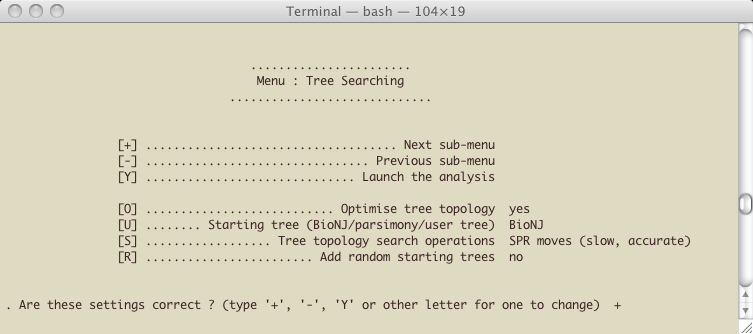 Terminal — bash — 104×19
.......................
Menu : Tree Searching
.............................
[+] .................................... Next sub-menu
[-] ................................ Previous sub-menu
[Y] .............................. Launch the analysis
[O] ........................... Optimise tree topology  yes
[U] ........ Starting tree (BioNJ/parsimony/user tree)  BioNJ
[S] .................. Tree topology search operations  SPR moves (slow, accurate)
[R] ........................ Add random starting trees  no
. Are these settings correct ? (type '+', '-', 'Y' or other letter for one to change)  +